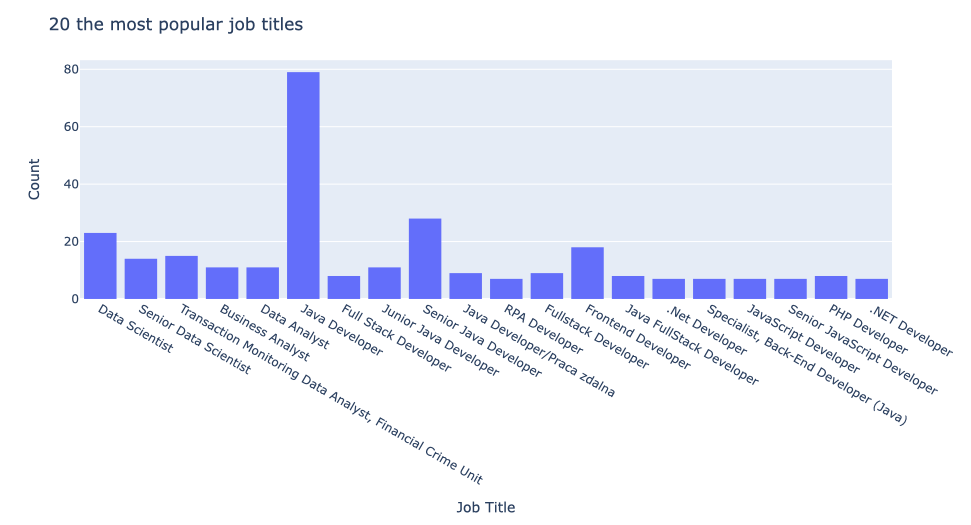 20 the most popular job titles
Count
80
60
40
20
0
Data Scientist
Senior Data Scientist
Transaction Monitoring Data Analyst, Financial Crime Unit
Business Analyst
Data Analyst
Java Developer
Full Stack Developer
Junior Java Developer
Senior Java Developer
Java Developer/Praca zdalna
RPA Developer
Fullstack Developer
Frontend Developer
Java FullStack Developer
.Net Developer
Specialist, Back-End Developer (Java)
JavaScript Developer
Senior JavaScript Developer
PHP Developer
.NET Developer
Job Title